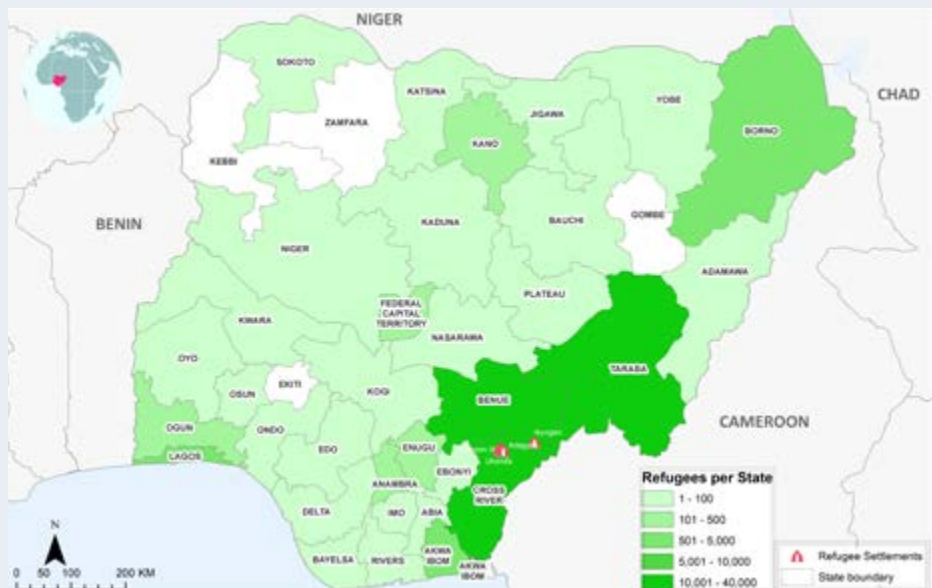 NIGER
SOKOTO
KATSINA
YOBE
JIGAWA
CHAD
ZAMFARA
BORNO
KANO
KEBBI
GOMBE
BENIN
KADUNA
BAUCHI
NIGER
ADAMAWA
PLATEAU
FEDERAL
CAPITAL
TERRITORY
KWARA
NASARAWA
OYO
TARABA
EKITI
OSUN
KOGI
BENUE
CAMEROON
OGUN
ONDO
EDO
ENUGU
LAGOS
EBONYI
ANAMBRA
CROSS
RIVER
DELTA
IMO
ABIA
BAYELSA
RIVERS
AKWA
IBOM
AKWA
IBOM
N
0 50 100 200 KM
Refugees per State
1 - 100
101 - 500
501 - 5,000
5,001 - 10,000
10,001 - 40,000
Refugee Settlements
State boundary